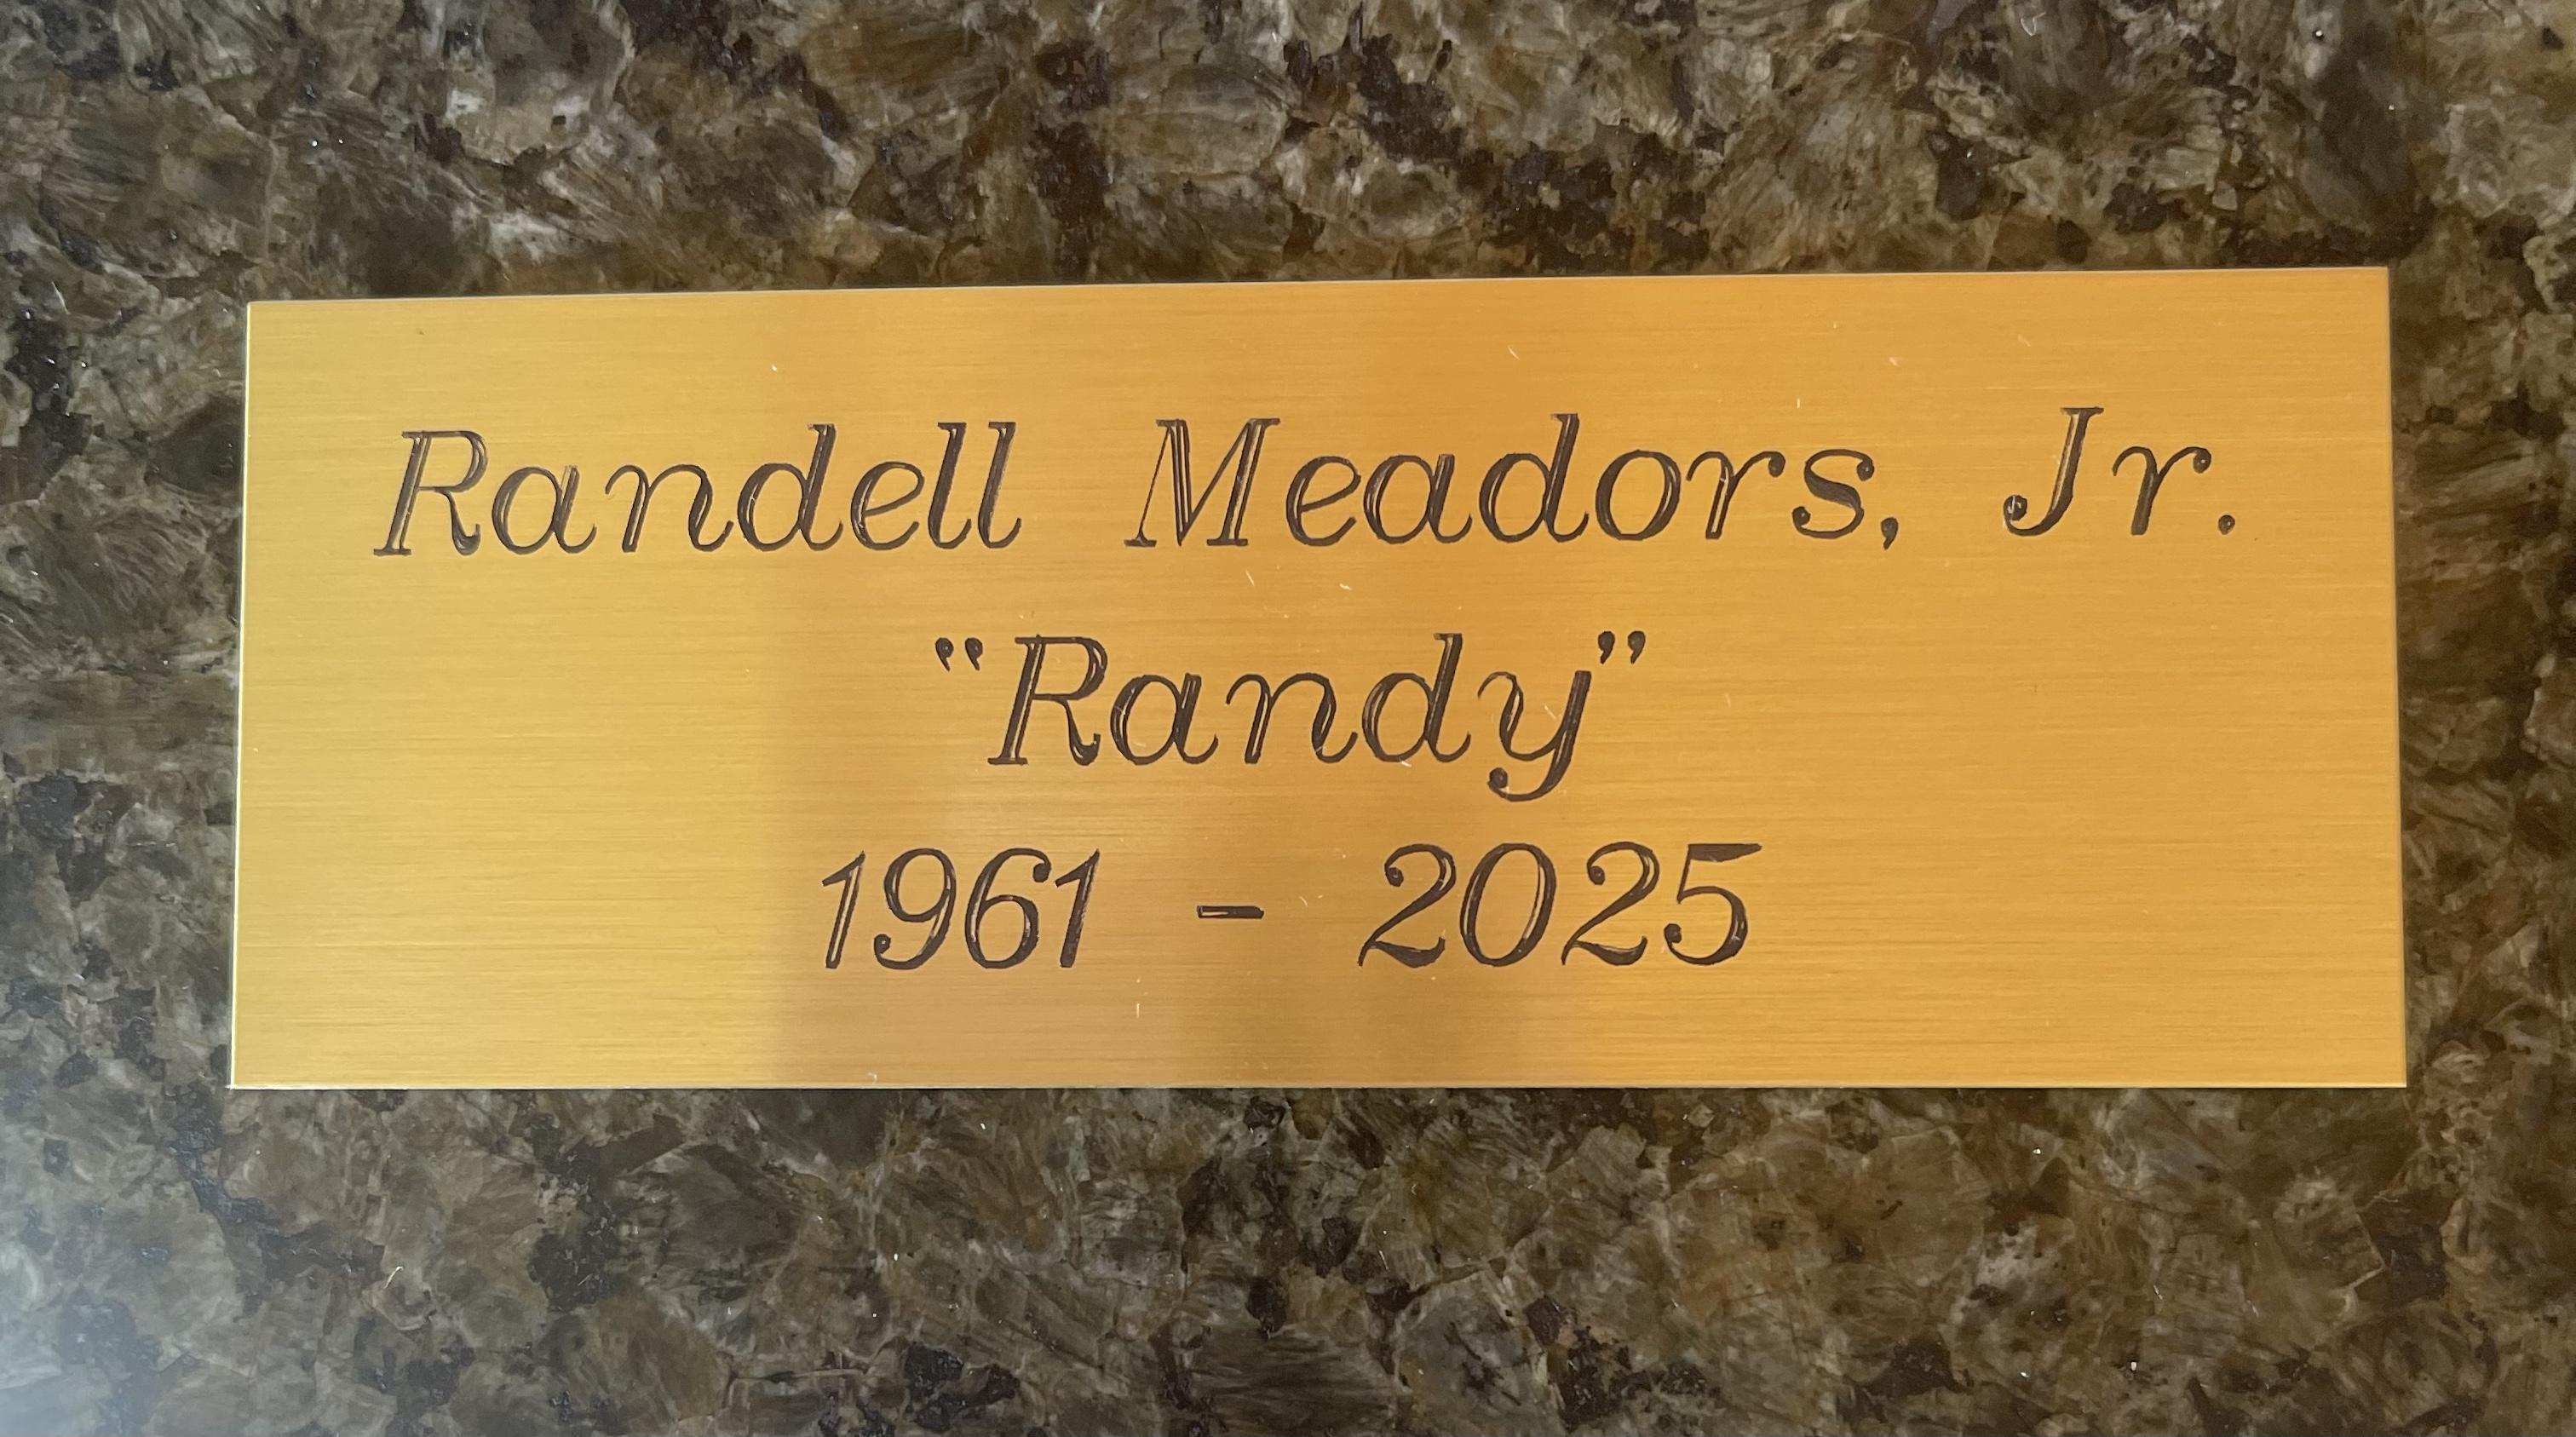 Randell Meadors, Jr.
“Randy”
1961 - 2025